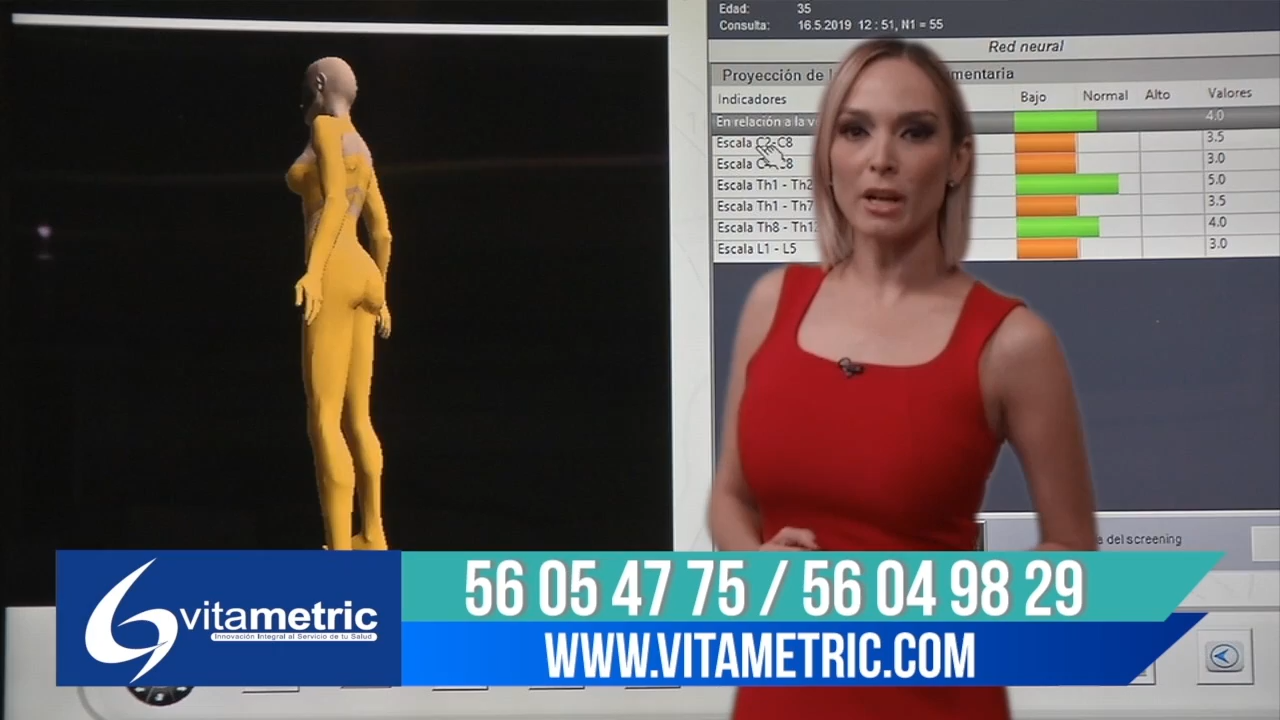 Edad: 35
Consulta: 16.5.2019 12 : 51, N1 = 55
Red neural
Proyección de l mentaria
Indicadores Bajo Normal Alto Valores
En relación a la v 4.0
Escala C2-C8 3.5
Escala 3.0
Escala Th1 - Th2 5.0
Escala Th1 - Th7 3.5
Escala Th8 - Th12 4.0
Escala L1 - L5 3.0
del screening
vitametric
Innovación Integral al Servicio de tu Salud
56 05 47 75 / 56 04 98 29
WWW.VITAMETRIC.COM